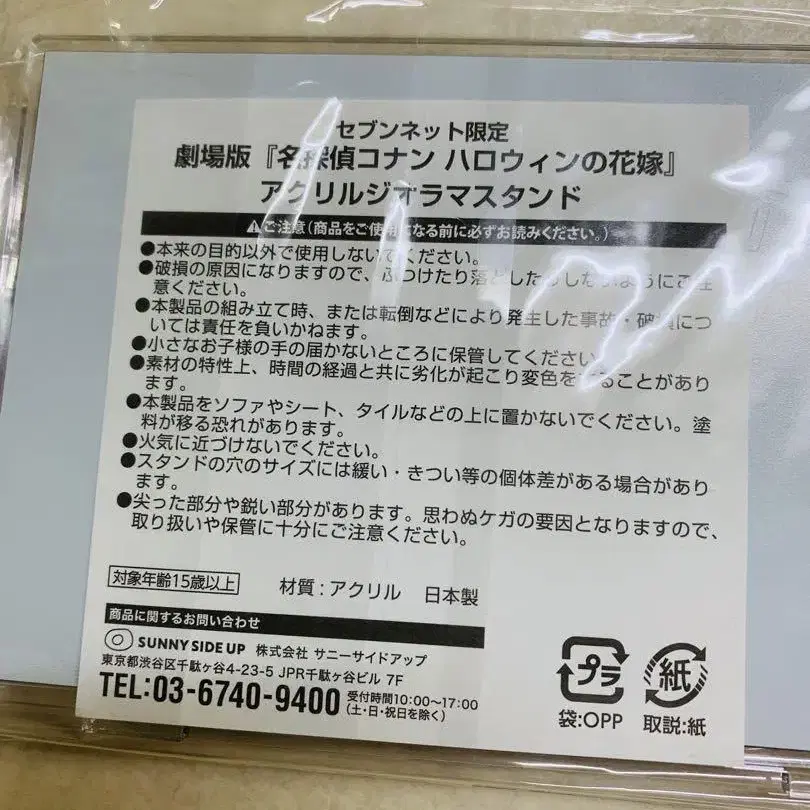 セブンネット限定
劇場版『名探偵コナン ハロウィンの花嫁』
アクリルジオラマスタンド
⚠ご注意(商品をご使用になる前に必ずお読みください。)
●本来の目的以外で使用しないでください。
●破損の原因になりますので、ぶつけたり落としたりしないようにご注
意ください。
●本製品の組み立て時、または転倒などにより発生した事故・破損につ
いては責任を負いかねます。
●小さなお子様の手の届かないところに保管してください。
●素材の特性上、時間の経過と共に劣化が起こり変色をすることがあり
ます。
●本製品をソファやシート、タイルなどの上に置かないでください。塗
料が移る恐れがあります。
●火気に近づけないでください。
●スタンドの穴のサイズには緩い・きつい等の個体差がある場合があり
ます。
●尖った部分や鋭い部分があります。思わぬケガの要因となりますので、
取り扱いや保管に十分にご注意ください。
対象年齢15歳以上 材質:アクリル 日本製
商品に関するお問い合わせ
SUNNY SIDE UP 株式会社 サニーサイドアップ
東京都渋谷区千駄ヶ谷4-23-5 JPR千駄ヶ谷ビル 7F
TEL:03-6740-9400 受付時間10:00~17:00
(土・日・祝日を除く)
プラ 紙
袋:OPP 取説:紙